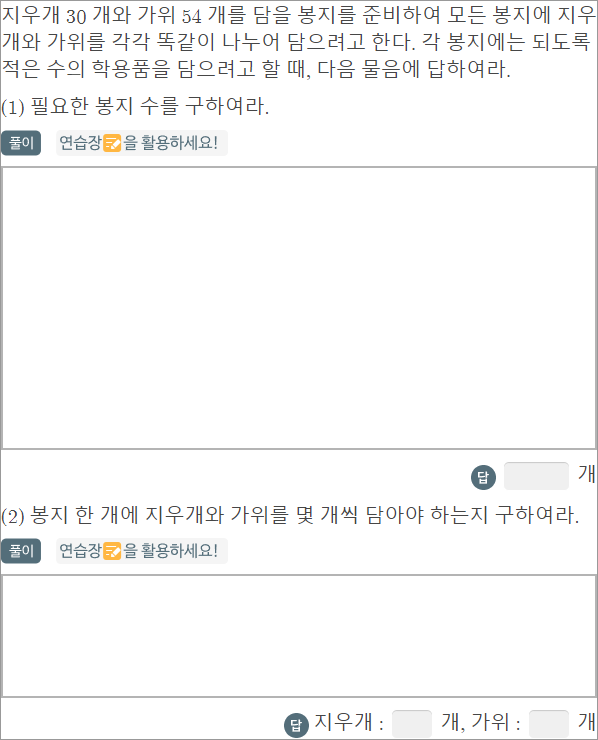 지우개 30 개와 가위 54 개를 담을 봉지를 준비하여 모든 봉지에 지우
개와 가위를 각각 똑같이 나누어 담으려고 한다. 각 봉지에는 되도록
적은 수의 학용품을 담으려고 할 때, 다음 물음에 답하여라.
(1) 필요한 봉지 수를 구하여라.
풀이 연습장을 활용하세요!
답 개
(2) 봉지 한 개에 지우개와 가위를 몇 개씩 담아야 하는지 구하여라.
풀이 연습장을 활용하세요!
답 지우개 : 개, 가위 : 개